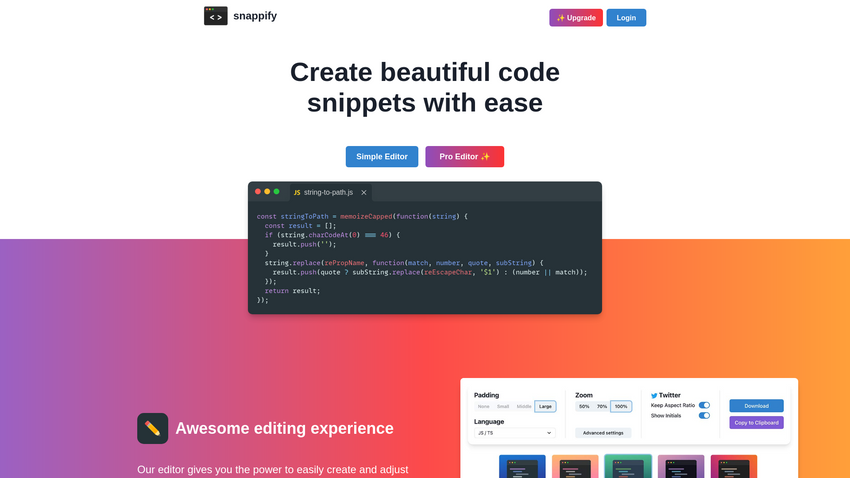 snappify
✨ Upgrade
Login
Create beautiful code
snippets with ease
Simple Editor
Pro Editor ✨
JS string-to-path.js ✕
const stringToPath = memoizeCapped(function(string) {
  const result = [];
  if (string.charCodeAt(0) === 46) {
    result.push('');
  }
  string.replace(rePropName, function(match, number, quote, subString) {
    result.push(quote ? subString.replace(reEscapeChar, '$1') : (number || match));
  });
  return result;
});
Awesome editing experience
Our editor gives you the power to easily create and adjust
Padding
None Small Middle Large
Language
JS / TS
Zoom
50% 70% 100%
Advanced settings
Twitter
Keep Aspect Ratio
Show Initials
Download
Copy to Clipboard